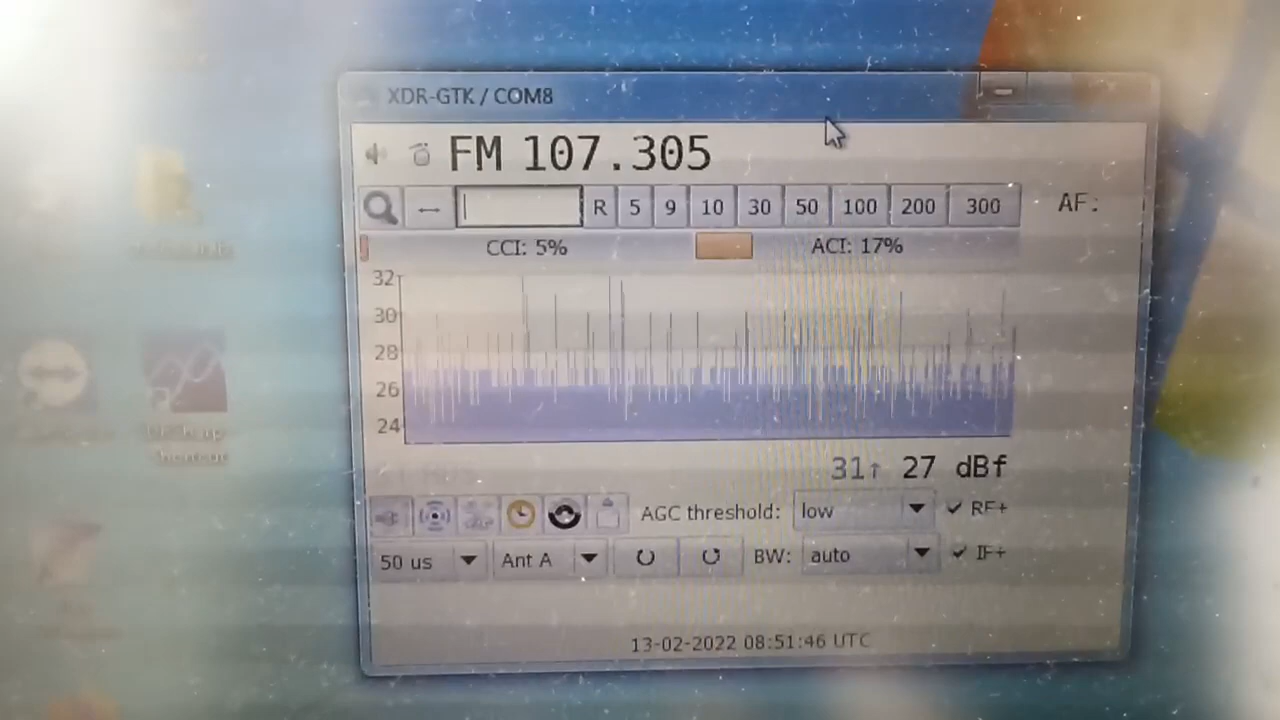 XDR-GTK / COM8
FM 107.305
R 5 9 10 30 50 100 200 300 AF:
CCI: 5% ACI: 17%
32
30
28
26
24
31↑ 27 dBf
AGC threshold: low RF+
50 us Ant A BW: auto IF+
13-02-2022 08:51:46 UTC